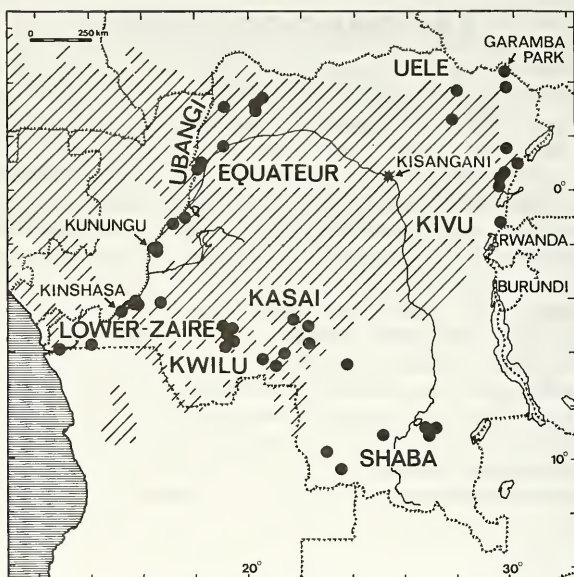 0 250 km
GARAMBA
PARK
UELE
UBANGI
EQUATEUR
KISANGANI
0°
KUNUNGU
KIVU
RWANDA
KINSHASA
KASAI
BURUNDI
LOWER-ZAIRE
KWILU
SHABA
10°
20°
30°